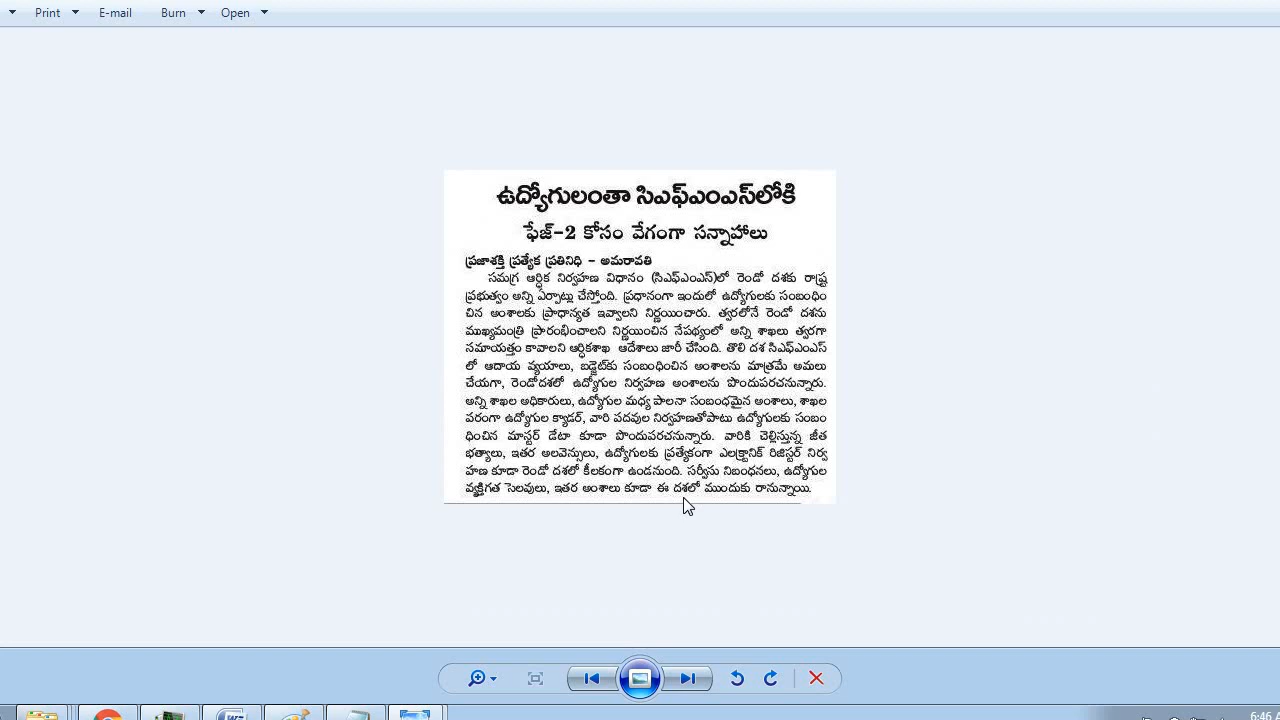 Print E-mail Burn Open
ఉద్యోగులంతా సిఎఫ్ఎంఎస్‌లోకి
ఫేజ్-2 కోసం వేగంగా సన్నాహాలు
ప్రజాశక్తి ప్రత్యేక ప్రతినిధి - అమరావతి
సమగ్ర ఆర్ధిక నిర్వహణ విధానం (సిఎఫ్ఎంఎస్)లో రెండో దశకు రాష్ట్ర
ప్రభుత్వం అన్ని ఏర్పాట్లు చేస్తోంది. ప్రధానంగా ఇందులో ఉద్యోగులకు సంబంధిం
చిన అంశాలకు ప్రాధాన్యత ఇవ్వాలని నిర్ణయించారు. త్వరలోనే రెండో దశను
ముఖ్యమంత్రి ప్రారంభించాలని నిర్ణయించిన నేపథ్యంలో అన్ని శాఖలు త్వరగా
సమాయత్తం కావాలని ఆర్ధికశాఖ ఆదేశాలు జారీ చేసింది. తొలి దశ సిఎఫ్ఎంఎస్
లో ఆదాయ వ్యయాలు, బడ్జెట్‌కు సంబంధించిన అంశాలను మాత్రమే అమలు
చేయగా, రెండోదశలో ఉద్యోగుల నిర్వహణ అంశాలను పొందుపరచనున్నారు.
అన్ని శాఖల అధికారులు, ఉద్యోగుల మధ్య పాలనా సంబంధమైన అంశాలు, శాఖల
వరంగా ఉద్యోగుల క్యాడర్, వారి పదవుల నిర్వహణతోపాటు ఉద్యోగులకు సంబం
ధించిన మాస్టర్ డేటా కూడా పొందుపరచనున్నారు. వారికి చెల్లిస్తున్న జీత
భత్యాలు, ఇతర అలవెన్సులు, ఉద్యోగులకు ప్రత్యేకంగా ఎలక్ట్రానిక్ రిజిస్టర్ నిర్వ
హణ కూడా రెండో దశలో కీలకంగా ఉండనుంది. సర్వీసు నిబంధనలు, ఉద్యోగుల
వ్యక్తిగత సెలవులు, ఇతర అంశాలు కూడా ఈ దశలో ముందుకు రానున్నాయి.
6:46